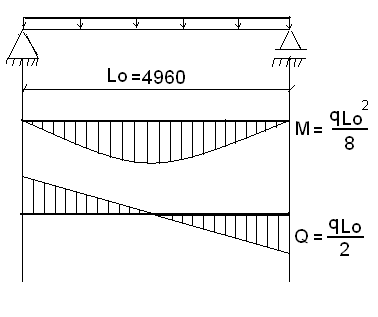 Lo=4960
M = qLo²/8
Q = qLo/2